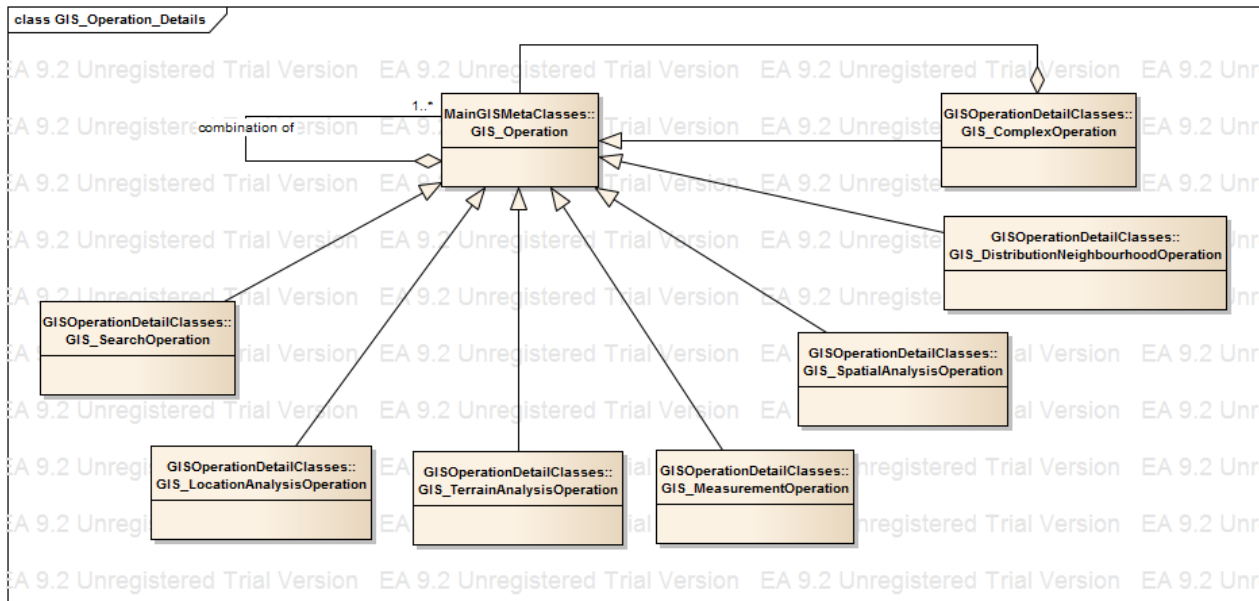 class GIS_Operation_Details
EA 9.2 Unregistered Trial Version EA 9.2 Unregistered Trial Version EA 9.2 Unregistered Trial Version EA 9.2
1..*
combination of
MainGISMetaClasses::
GIS_Operation
GISOperationDetailClasses::
GIS_ComplexOperation
GISOperationDetailClasses::
GIS_DistributionNeighbourhoodOperation
GISOperationDetailClasses::
GIS_SearchOperation
GISOperationDetailClasses::
GIS_SpatialAnalysisOperation
GISOperationDetailClasses::
GIS_LocationAnalysisOperation
GISOperationDetailClasses::
GIS_TerrainAnalysisOperation
GISOperationDetailClasses::
GIS_MeasurementOperation
EA 9.2 Unregistered Trial Version EA 9.2 Unregistered Trial Version EA 9.2 Unregistered Trial Version EA 9.2